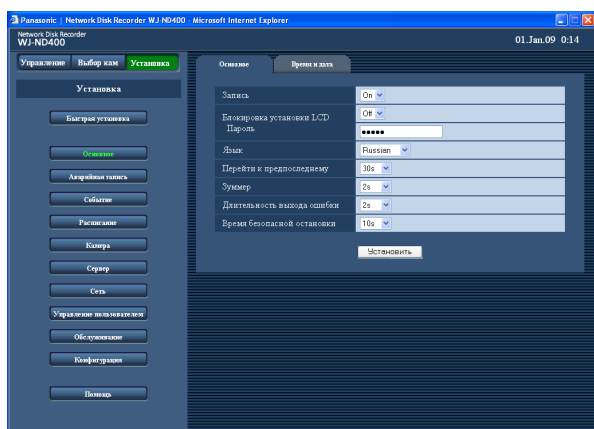 Panasonic | Network Disk Recorder WJ-ND400 - Microsoft Internet Explorer
Network Disk Recorder
WJ-ND400
01.Jan.09 0:14
Управление Выбор кам Установка
Установка
Быстрая установка
Основное
Аварийная запись
Событие
Расписание
Камера
Сервер
Сеть
Управление пользователем
Обслуживание
Конфигурация
Помощь
Основное Время и дата
Запись On
Блокировка установки LCD Off
Пароль •••••
Язык Russian
Перейти к предпоследнему 30s
Зуммер 2s
Длительность выхода ошибки 2s
Время безопасной остановки 10s
Установить